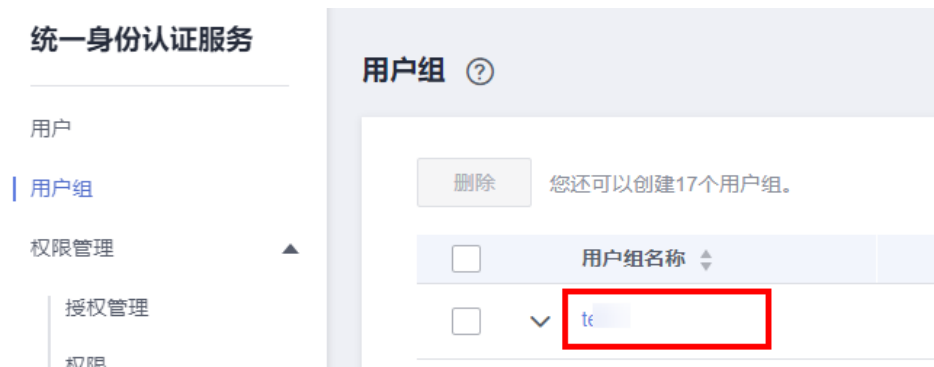 统一身份认证服务
用户
用户组
权限管理
授权管理
权限
用户组 ?
删除 您还可以创建17个用户组。
用户组名称